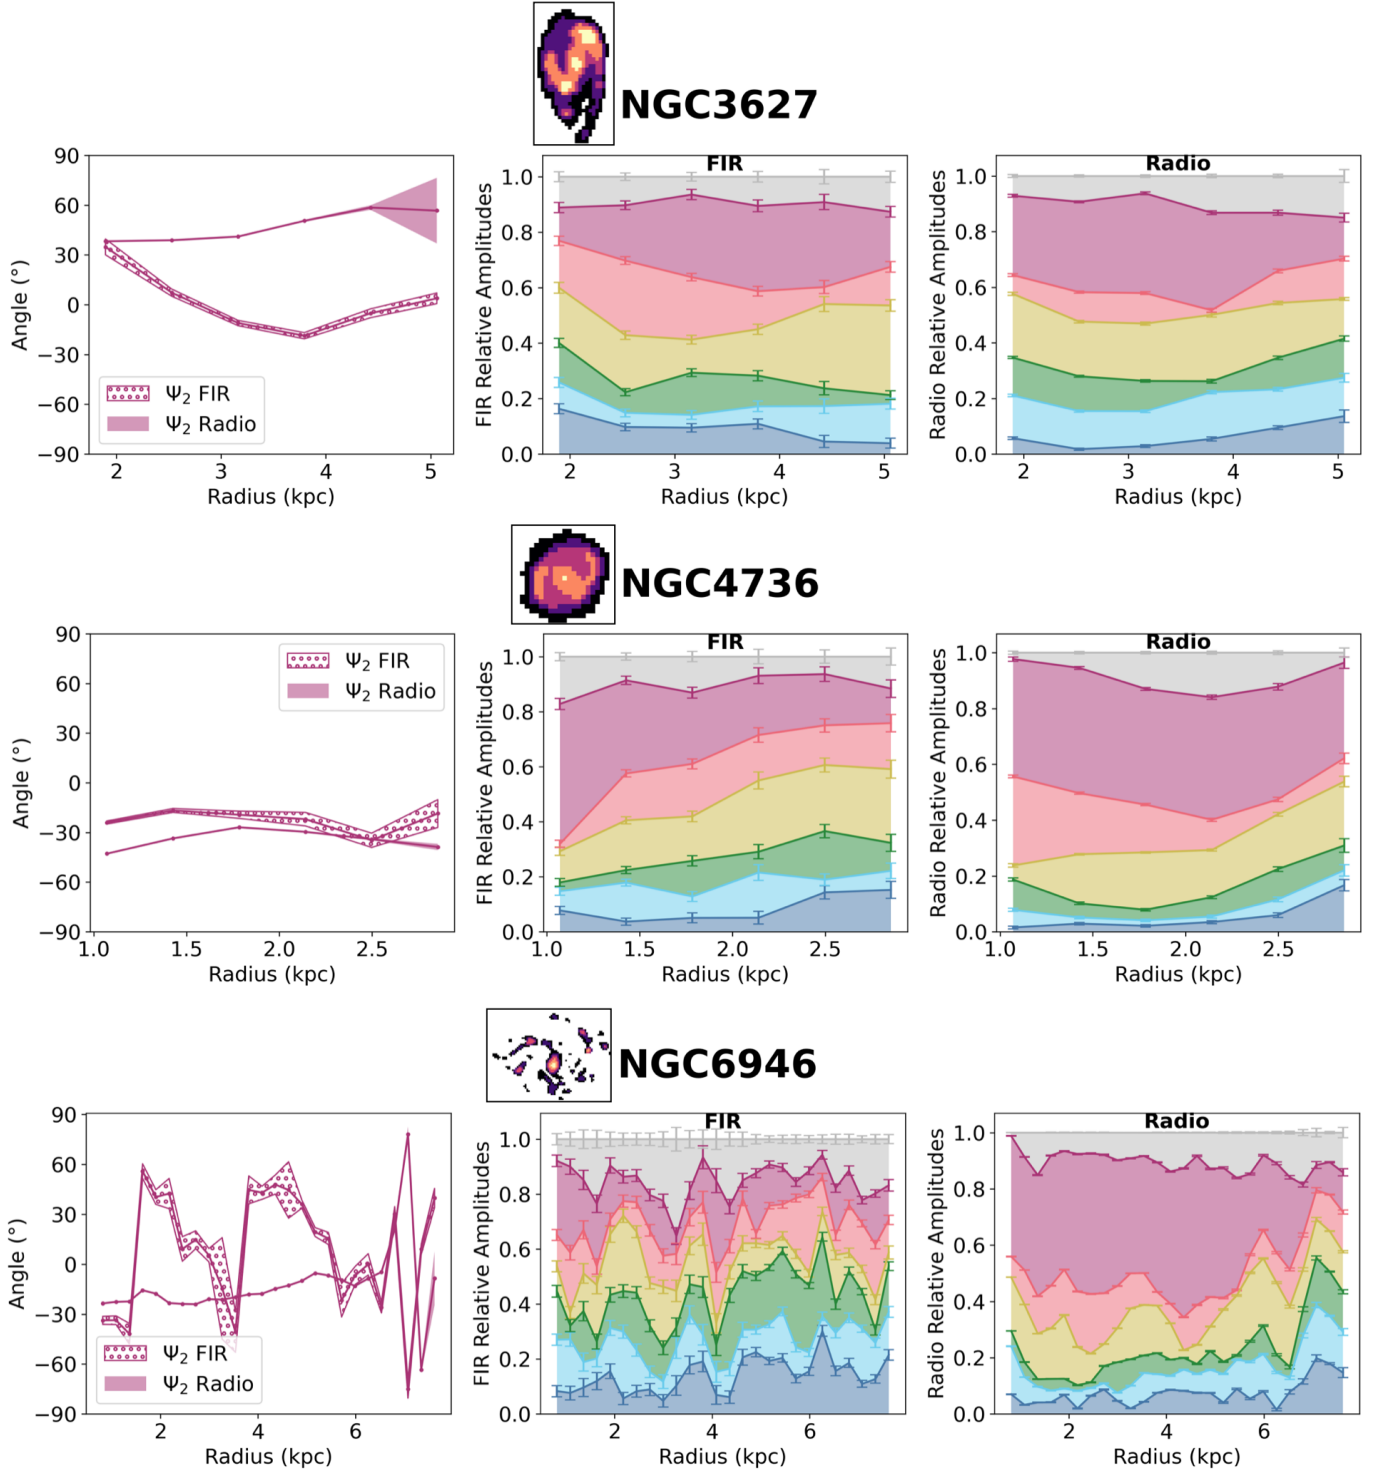 NGC3627
FIR
Radio
90
60
30
0
−30
−60
−90
Angle (°)
Ψ2 FIR
Ψ2 Radio
2 3 4 5
Radius (kpc)
1.0
0.8
0.6
0.4
0.2
0.0
FIR Relative Amplitudes
2 3 4 5
Radius (kpc)
1.0
0.8
0.6
0.4
0.2
0.0
Radio Relative Amplitudes
2 3 4 5
Radius (kpc)
NGC4736
FIR
Radio
90
60
30
0
−30
−60
−90
Angle (°)
Ψ2 FIR
Ψ2 Radio
1.0 1.5 2.0 2.5
Radius (kpc)
1.0
0.8
0.6
0.4
0.2
0.0
FIR Relative Amplitudes
1.0 1.5 2.0 2.5
Radius (kpc)
1.0
0.8
0.6
0.4
0.2
0.0
Radio Relative Amplitudes
1.0 1.5 2.0 2.5
Radius (kpc)
NGC6946
FIR
Radio
90
60
30
0
−30
−60
−90
Angle (°)
Ψ2 FIR
Ψ2 Radio
2 4 6
Radius (kpc)
1.0
0.8
0.6
0.4
0.2
0.0
FIR Relative Amplitudes
2 4 6
Radius (kpc)
1.0
0.8
0.6
0.4
0.2
0.0
Radio Relative Amplitudes
2 4 6
Radius (kpc)